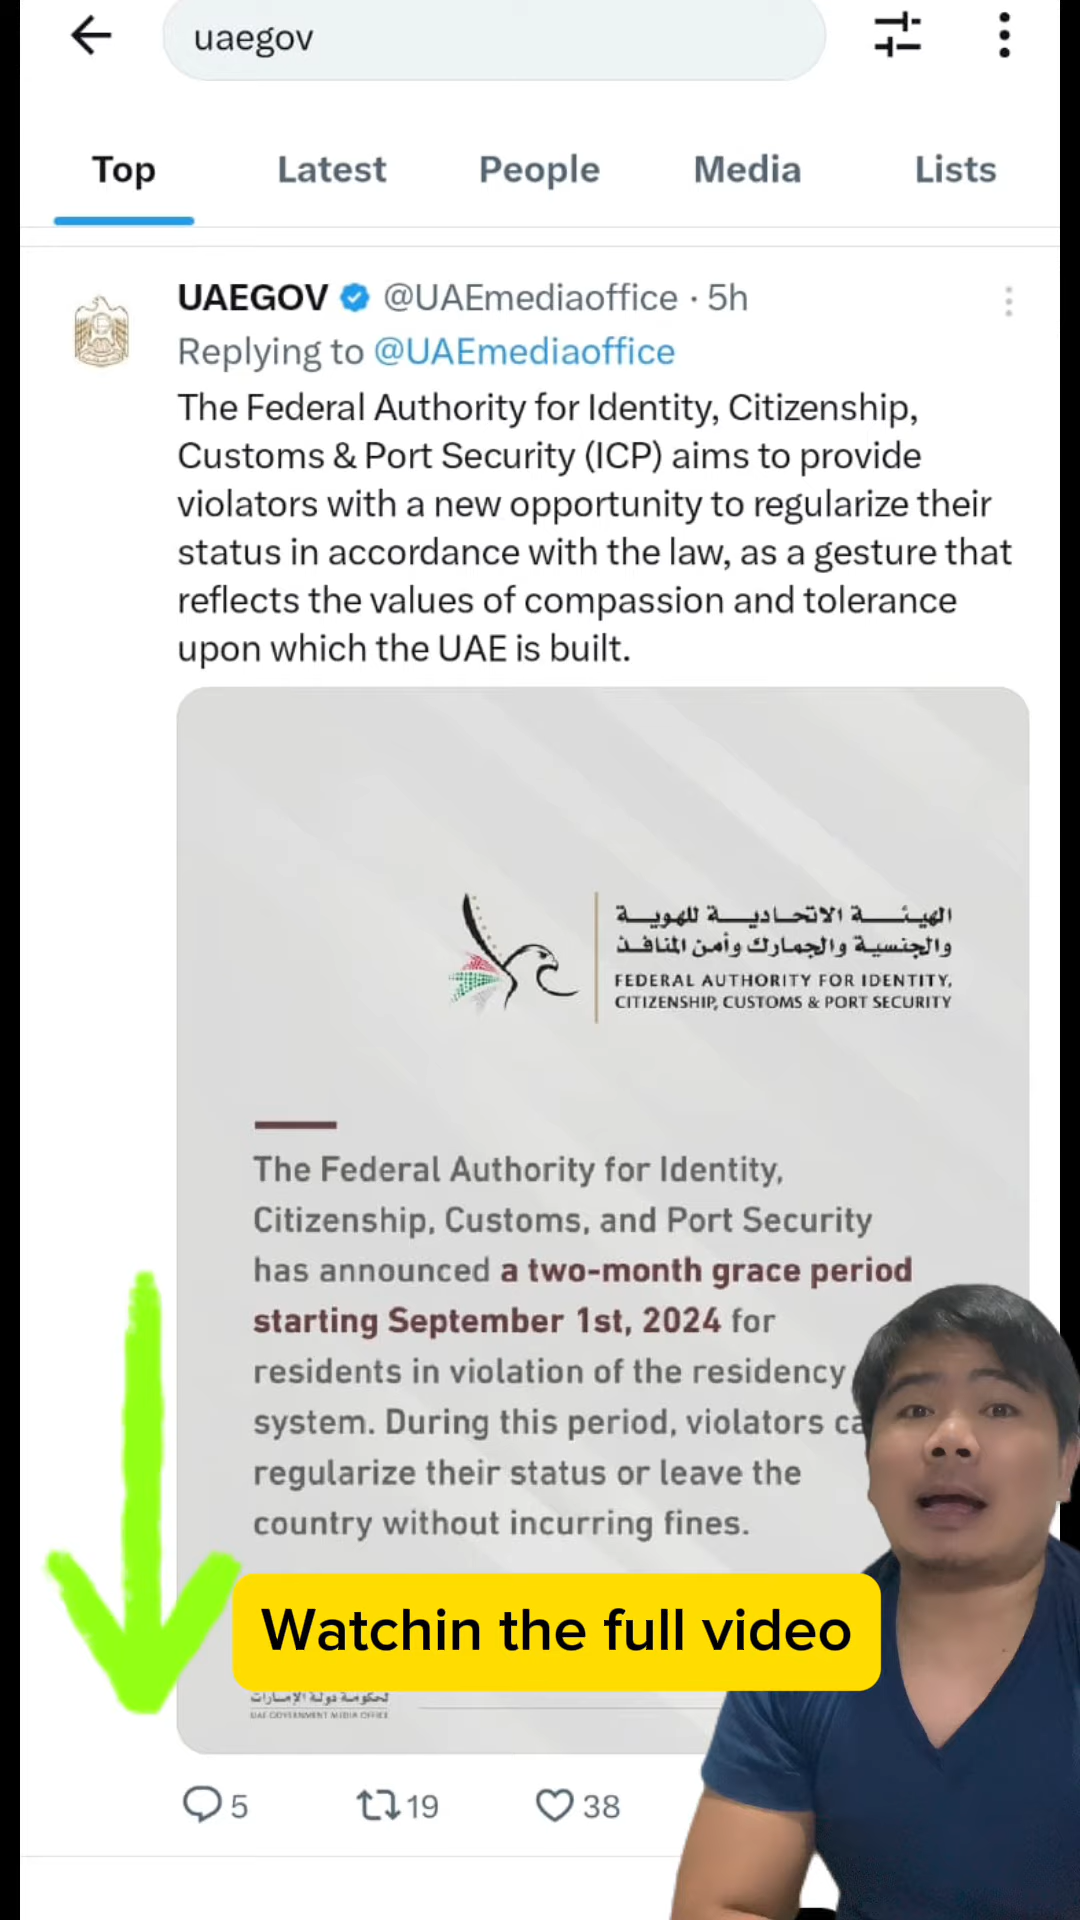 uaegov
Top Latest People Media Lists
UAEGOV @UAEmediaoffice · 5h
Replying to @UAEmediaoffice
The Federal Authority for Identity, Citizenship,
Customs & Port Security (ICP) aims to provide
violators with a new opportunity to regularize their
status in accordance with the law, as a gesture that
reflects the values of compassion and tolerance
upon which the UAE is built.
الهيئة الاتحادية للهوية
والجنسية والجمارك وأمن المنافذ
FEDERAL AUTHORITY FOR IDENTITY,
CITIZENSHIP, CUSTOMS & PORT SECURITY
The Federal Authority for Identity,
Citizenship, Customs, and Port Security
has announced a two-month grace period
starting September 1st, 2024 for
residents in violation of the residency
system. During this period, violators ca
regularize their status or leave the
country without incurring fines.
Watchin the full video
لحكومة دولة الإمارات
UAE GOVERNMENT MEDIA OFFICE
5 19 38